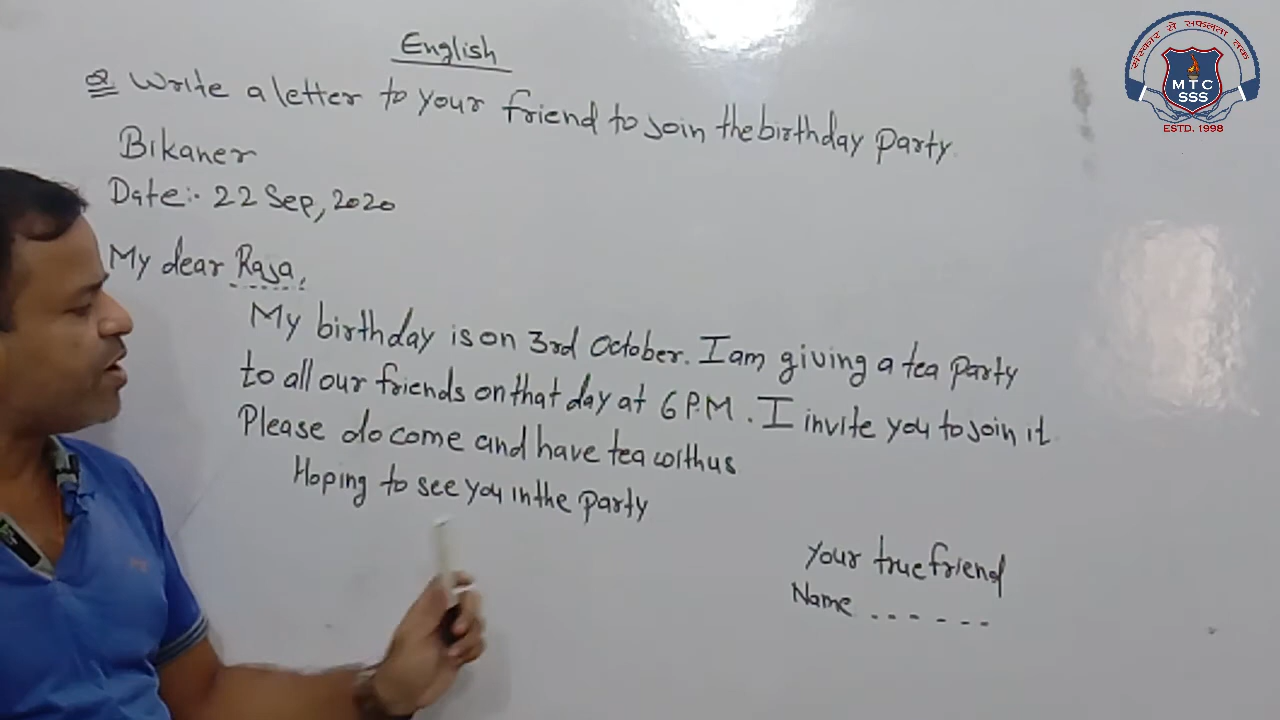 English
Q. Write a letter to your friend to join the birthday party.
Bikaner
Date:- 22 Sep, 2020
My dear Raja,
My birthday is on 3rd October. I am giving a tea party
to all our friends on that day at 6 P.M. I invite you to join it.
Please do come and have tea with us
Hoping to see you in the party
your true friend
Name ......
संस्कार से सफलता तक
MTC
SSS
ESTD. 1998